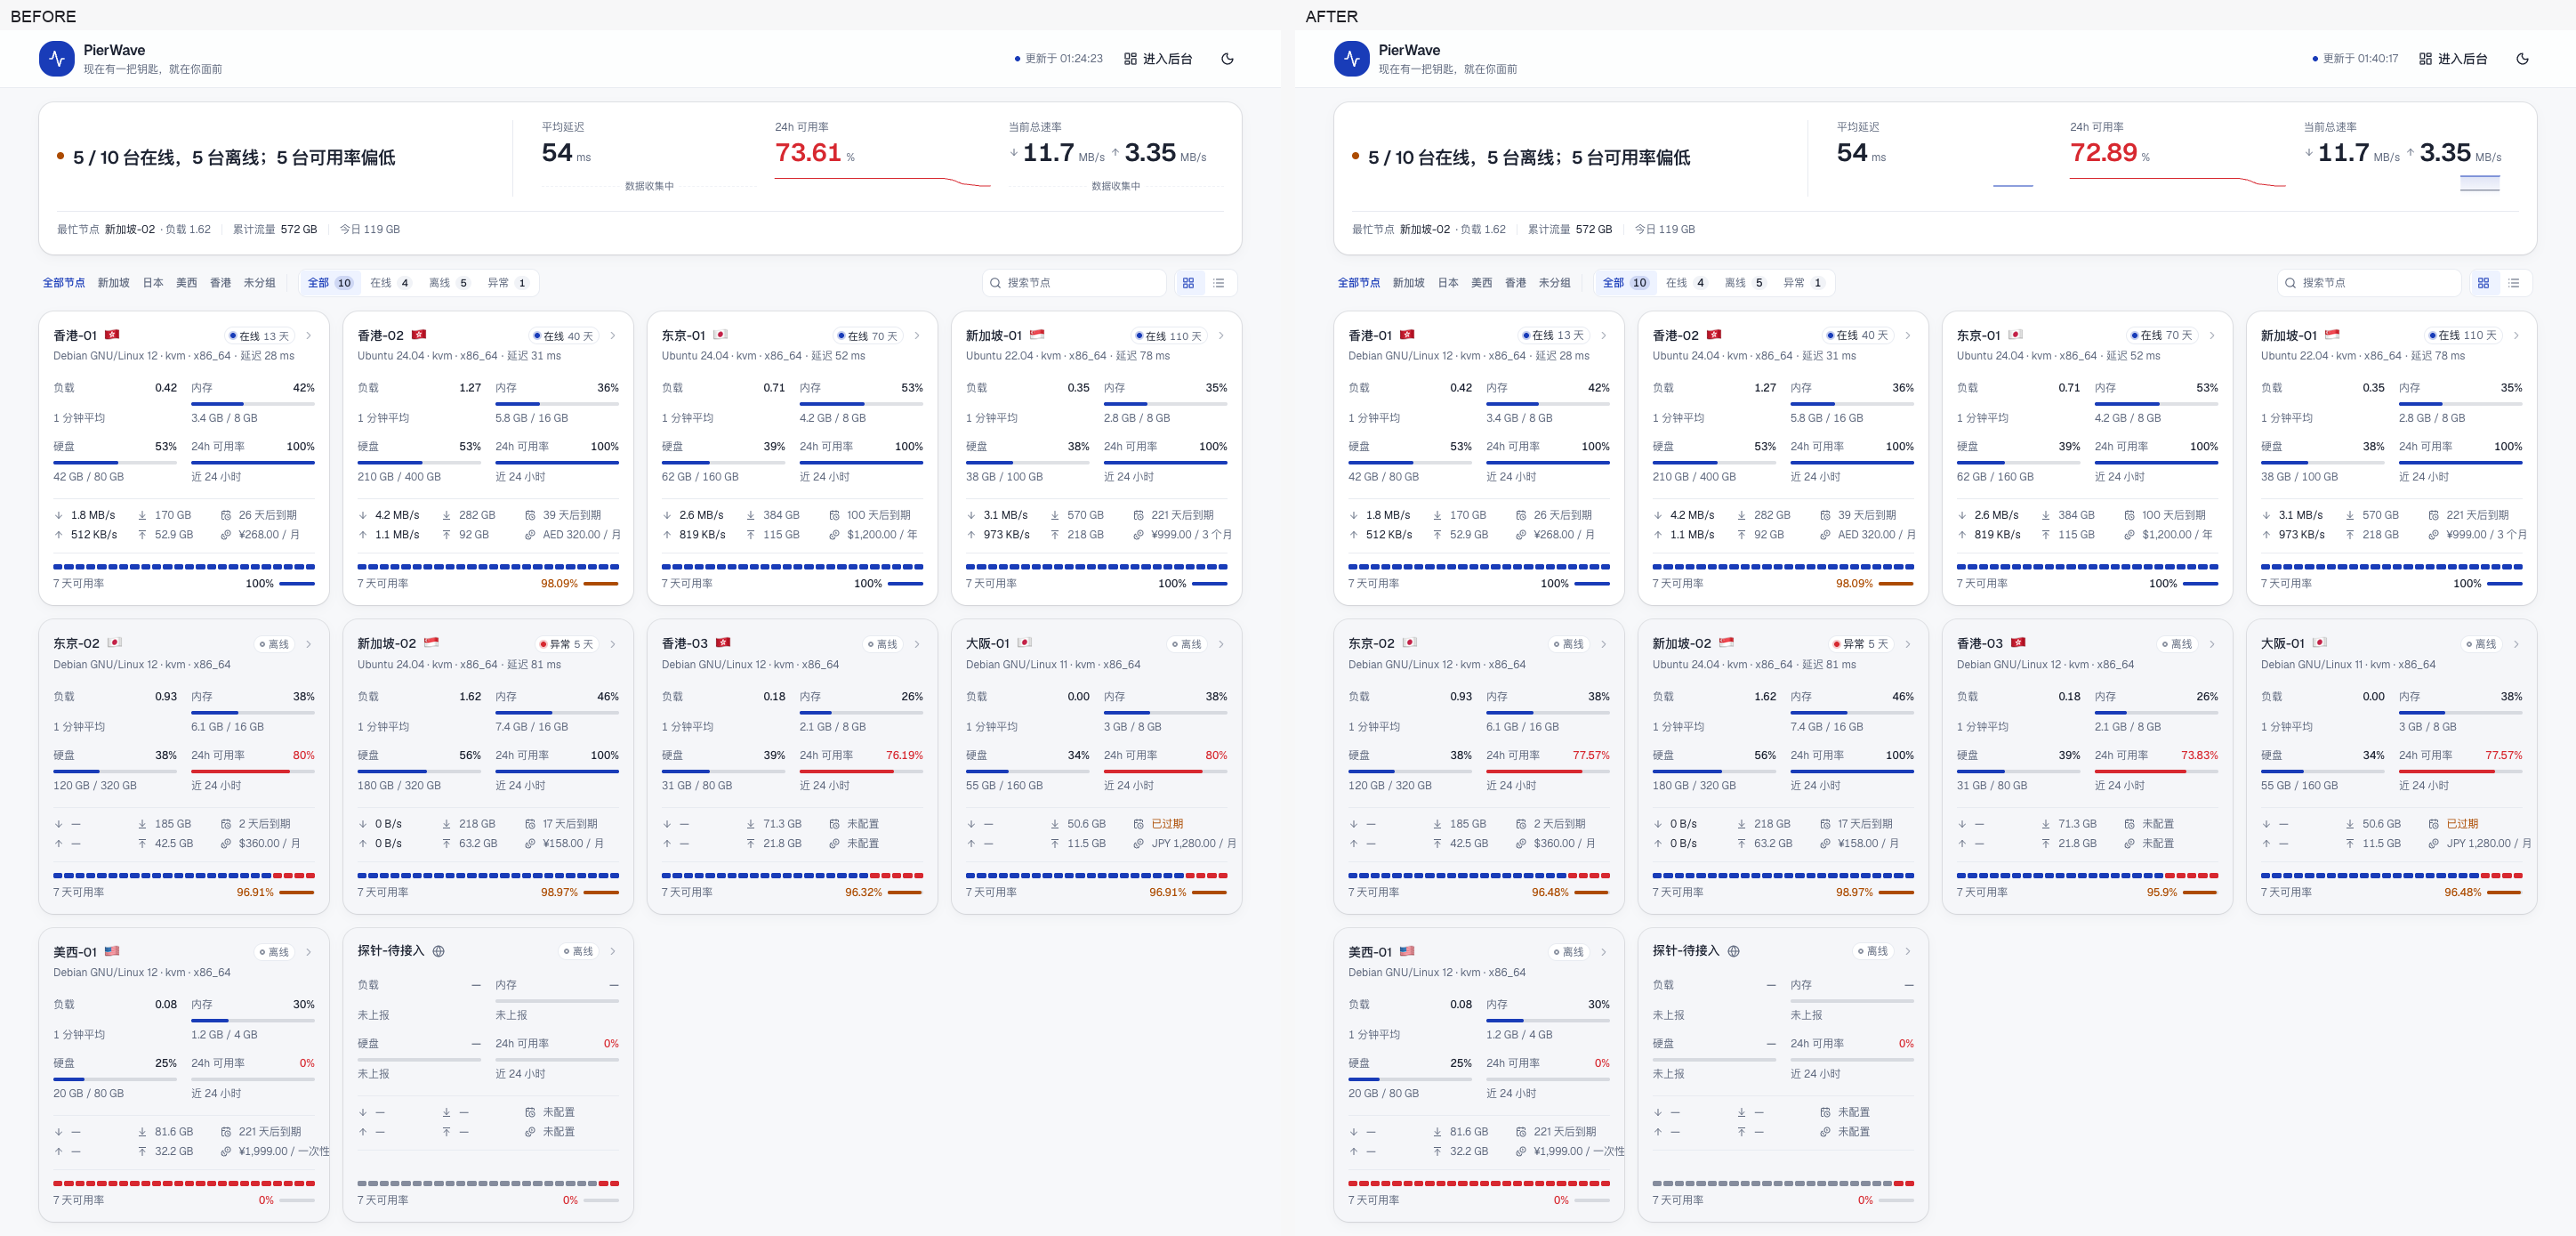 BEFORE
PierWave
现在有一把钥匙，就在你面前
更新于 01:24:23 进入后台
5 / 10 台在线，5 台离线；5 台可用率偏低
平均延迟 24h 可用率 当前总速率
54 ms 73.61 % ↓ 11.7 MB/s ↑ 3.35 MB/s
数据收集中 数据收集中
最忙节点 新加坡-02 · 负载 1.62 累计流量 572 GB 今日 119 GB
全部节点 新加坡 日本 美西 香港 未分组 全部 10 在线 4 离线 5 异常 1 搜索节点
香港-01 在线 13 天
Debian GNU/Linux 12 · kvm · x86_64 · 延迟 28 ms
负载 0.42 内存 42%
1 分钟平均 3.4 GB / 8 GB
硬盘 53% 24h 可用率 100%
42 GB / 80 GB 近 24 小时
↓ 1.8 MB/s 170 GB 26 天后到期
↑ 512 KB/s 52.9 GB ¥268.00 / 月
7 天可用率 100%
香港-02 在线 40 天
Ubuntu 24.04 · kvm · x86_64 · 延迟 31 ms
负载 1.27 内存 36%
1 分钟平均 5.8 GB / 16 GB
硬盘 53% 24h 可用率 100%
210 GB / 400 GB 近 24 小时
↓ 4.2 MB/s 282 GB 39 天后到期
↑ 1.1 MB/s 92 GB AED 320.00 / 月
7 天可用率 98.09%
东京-01 在线 70 天
Ubuntu 24.04 · kvm · x86_64 · 延迟 52 ms
负载 0.71 内存 53%
1 分钟平均 4.2 GB / 8 GB
硬盘 39% 24h 可用率 100%
62 GB / 160 GB 近 24 小时
↓ 2.6 MB/s 384 GB 100 天后到期
↑ 819 KB/s 115 GB $1,200.00 / 年
7 天可用率 100%
新加坡-01 在线 110 天
Ubuntu 22.04 · kvm · x86_64 · 延迟 78 ms
负载 0.35 内存 35%
1 分钟平均 2.8 GB / 8 GB
硬盘 38% 24h 可用率 100%
38 GB / 100 GB 近 24 小时
↓ 3.1 MB/s 570 GB 221 天后到期
↑ 973 KB/s 218 GB ¥999.00 / 3 个月
7 天可用率 100%
东京-02 离线
Debian GNU/Linux 12 · kvm · x86_64
负载 0.93 内存 38%
1 分钟平均 6.1 GB / 16 GB
硬盘 38% 24h 可用率 80%
120 GB / 320 GB 近 24 小时
↓ — 185 GB 2 天后到期
↑ — 42.5 GB $360.00 / 月
7 天可用率 96.91%
新加坡-02 异常 5 天
Ubuntu 24.04 · kvm · x86_64 · 延迟 81 ms
负载 1.62 内存 46%
1 分钟平均 7.4 GB / 16 GB
硬盘 56% 24h 可用率 100%
180 GB / 320 GB 近 24 小时
↓ 0 B/s 218 GB 17 天后到期
↑ 0 B/s 63.2 GB ¥158.00 / 月
7 天可用率 98.97%
香港-03 离线
Debian GNU/Linux 12 · kvm · x86_64
负载 0.18 内存 26%
1 分钟平均 2.1 GB / 8 GB
硬盘 39% 24h 可用率 76.19%
31 GB / 80 GB 近 24 小时
↓ — 71.3 GB 未配置
↑ — 21.8 GB 未配置
7 天可用率 96.32%
大阪-01 离线
Debian GNU/Linux 11 · kvm · x86_64
负载 0.00 内存 38%
1 分钟平均 3 GB / 8 GB
硬盘 34% 24h 可用率 80%
55 GB / 160 GB 近 24 小时
↓ — 50.6 GB 已过期
↑ — 11.5 GB JPY 1,280.00 / 月
7 天可用率 96.91%
美西-01 离线
Debian GNU/Linux 12 · kvm · x86_64
负载 0.08 内存 30%
1 分钟平均 1.2 GB / 4 GB
硬盘 25% 24h 可用率 0%
20 GB / 80 GB 近 24 小时
↓ — 81.6 GB 221 天后到期
↑ — 32.2 GB ¥1,999.00 / 一次性
7 天可用率 0%
探针-待接入 离线
负载 — 内存 —
未上报 未上报
硬盘 — 24h 可用率 0%
未上报 近 24 小时
↓ — — 未配置
↑ — — 未配置
7 天可用率 0%
AFTER
PierWave
现在有一把钥匙，就在你面前
更新于 01:40:17 进入后台
5 / 10 台在线，5 台离线；5 台可用率偏低
平均延迟 24h 可用率 当前总速率
54 ms 72.89 % ↓ 11.7 MB/s ↑ 3.35 MB/s
最忙节点 新加坡-02 · 负载 1.62 累计流量 572 GB 今日 119 GB
全部节点 新加坡 日本 美西 香港 未分组 全部 10 在线 4 离线 5 异常 1 搜索节点
香港-01 在线 13 天
Debian GNU/Linux 12 · kvm · x86_64 · 延迟 28 ms
负载 0.42 内存 42%
1 分钟平均 3.4 GB / 8 GB
硬盘 53% 24h 可用率 100%
42 GB / 80 GB 近 24 小时
↓ 1.8 MB/s 170 GB 26 天后到期
↑ 512 KB/s 52.9 GB ¥268.00 / 月
7 天可用率 100%
香港-02 在线 40 天
Ubuntu 24.04 · kvm · x86_64 · 延迟 31 ms
负载 1.27 内存 36%
1 分钟平均 5.8 GB / 16 GB
硬盘 53% 24h 可用率 100%
210 GB / 400 GB 近 24 小时
↓ 4.2 MB/s 282 GB 39 天后到期
↑ 1.1 MB/s 92 GB AED 320.00 / 月
7 天可用率 98.09%
东京-01 在线 70 天
Ubuntu 24.04 · kvm · x86_64 · 延迟 52 ms
负载 0.71 内存 53%
1 分钟平均 4.2 GB / 8 GB
硬盘 39% 24h 可用率 100%
62 GB / 160 GB 近 24 小时
↓ 2.6 MB/s 384 GB 100 天后到期
↑ 819 KB/s 115 GB $1,200.00 / 年
7 天可用率 100%
新加坡-01 在线 110 天
Ubuntu 22.04 · kvm · x86_64 · 延迟 78 ms
负载 0.35 内存 35%
1 分钟平均 2.8 GB / 8 GB
硬盘 38% 24h 可用率 100%
38 GB / 100 GB 近 24 小时
↓ 3.1 MB/s 570 GB 221 天后到期
↑ 973 KB/s 218 GB ¥999.00 / 3 个月
7 天可用率 100%
东京-02 离线
Debian GNU/Linux 12 · kvm · x86_64
负载 0.93 内存 38%
1 分钟平均 6.1 GB / 16 GB
硬盘 38% 24h 可用率 77.57%
120 GB / 320 GB 近 24 小时
↓ — 185 GB 2 天后到期
↑ — 42.5 GB $360.00 / 月
7 天可用率 96.48%
新加坡-02 异常 5 天
Ubuntu 24.04 · kvm · x86_64 · 延迟 81 ms
负载 1.62 内存 46%
1 分钟平均 7.4 GB / 16 GB
硬盘 56% 24h 可用率 100%
180 GB / 320 GB 近 24 小时
↓ 0 B/s 218 GB 17 天后到期
↑ 0 B/s 63.2 GB ¥158.00 / 月
7 天可用率 98.97%
香港-03 离线
Debian GNU/Linux 12 · kvm · x86_64
负载 0.18 内存 26%
1 分钟平均 2.1 GB / 8 GB
硬盘 39% 24h 可用率 73.83%
31 GB / 80 GB 近 24 小时
↓ — 71.3 GB 未配置
↑ — 21.8 GB 未配置
7 天可用率 95.9%
大阪-01 离线
Debian GNU/Linux 11 · kvm · x86_64
负载 0.00 内存 38%
1 分钟平均 3 GB / 8 GB
硬盘 34% 24h 可用率 77.57%
55 GB / 160 GB 近 24 小时
↓ — 50.6 GB 已过期
↑ — 11.5 GB JPY 1,280.00 / 月
7 天可用率 96.48%
美西-01 离线
Debian GNU/Linux 12 · kvm · x86_64
负载 0.08 内存 30%
1 分钟平均 1.2 GB / 4 GB
硬盘 25% 24h 可用率 0%
20 GB / 80 GB 近 24 小时
↓ — 81.6 GB 221 天后到期
↑ — 32.2 GB ¥1,999.00 / 一次性
7 天可用率 0%
探针-待接入 离线
负载 — 内存 —
未上报 未上报
硬盘 — 24h 可用率 0%
未上报 近 24 小时
↓ — — 未配置
↑ — — 未配置
7 天可用率 0%